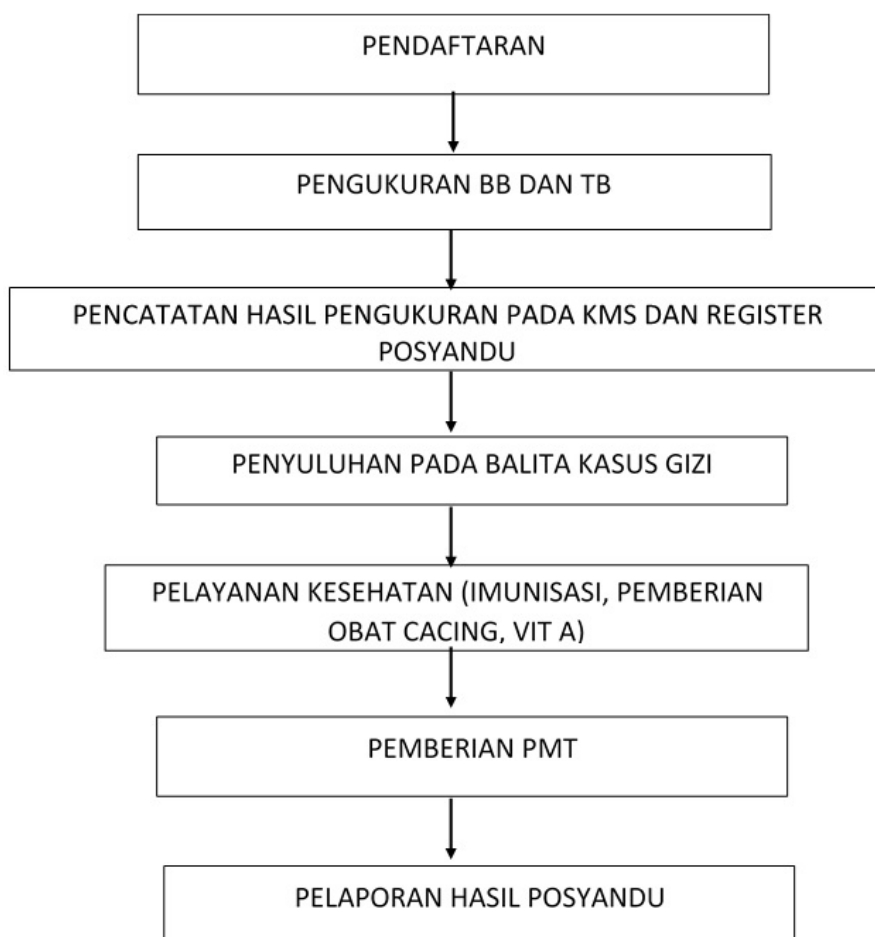 PENDAFTARAN
PENGUKURAN BB DAN TB
PENCATATAN HASIL PENGUKURAN PADA KMS DAN REGISTER
POSYANDU
PENYULUHAN PADA BALITA KASUS GIZI
PELAYANAN KESEHATAN (IMUNISASI, PEMBERIAN
OBAT CACING, VIT A)
PEMBERIAN PMT
PELAPORAN HASIL POSYANDU